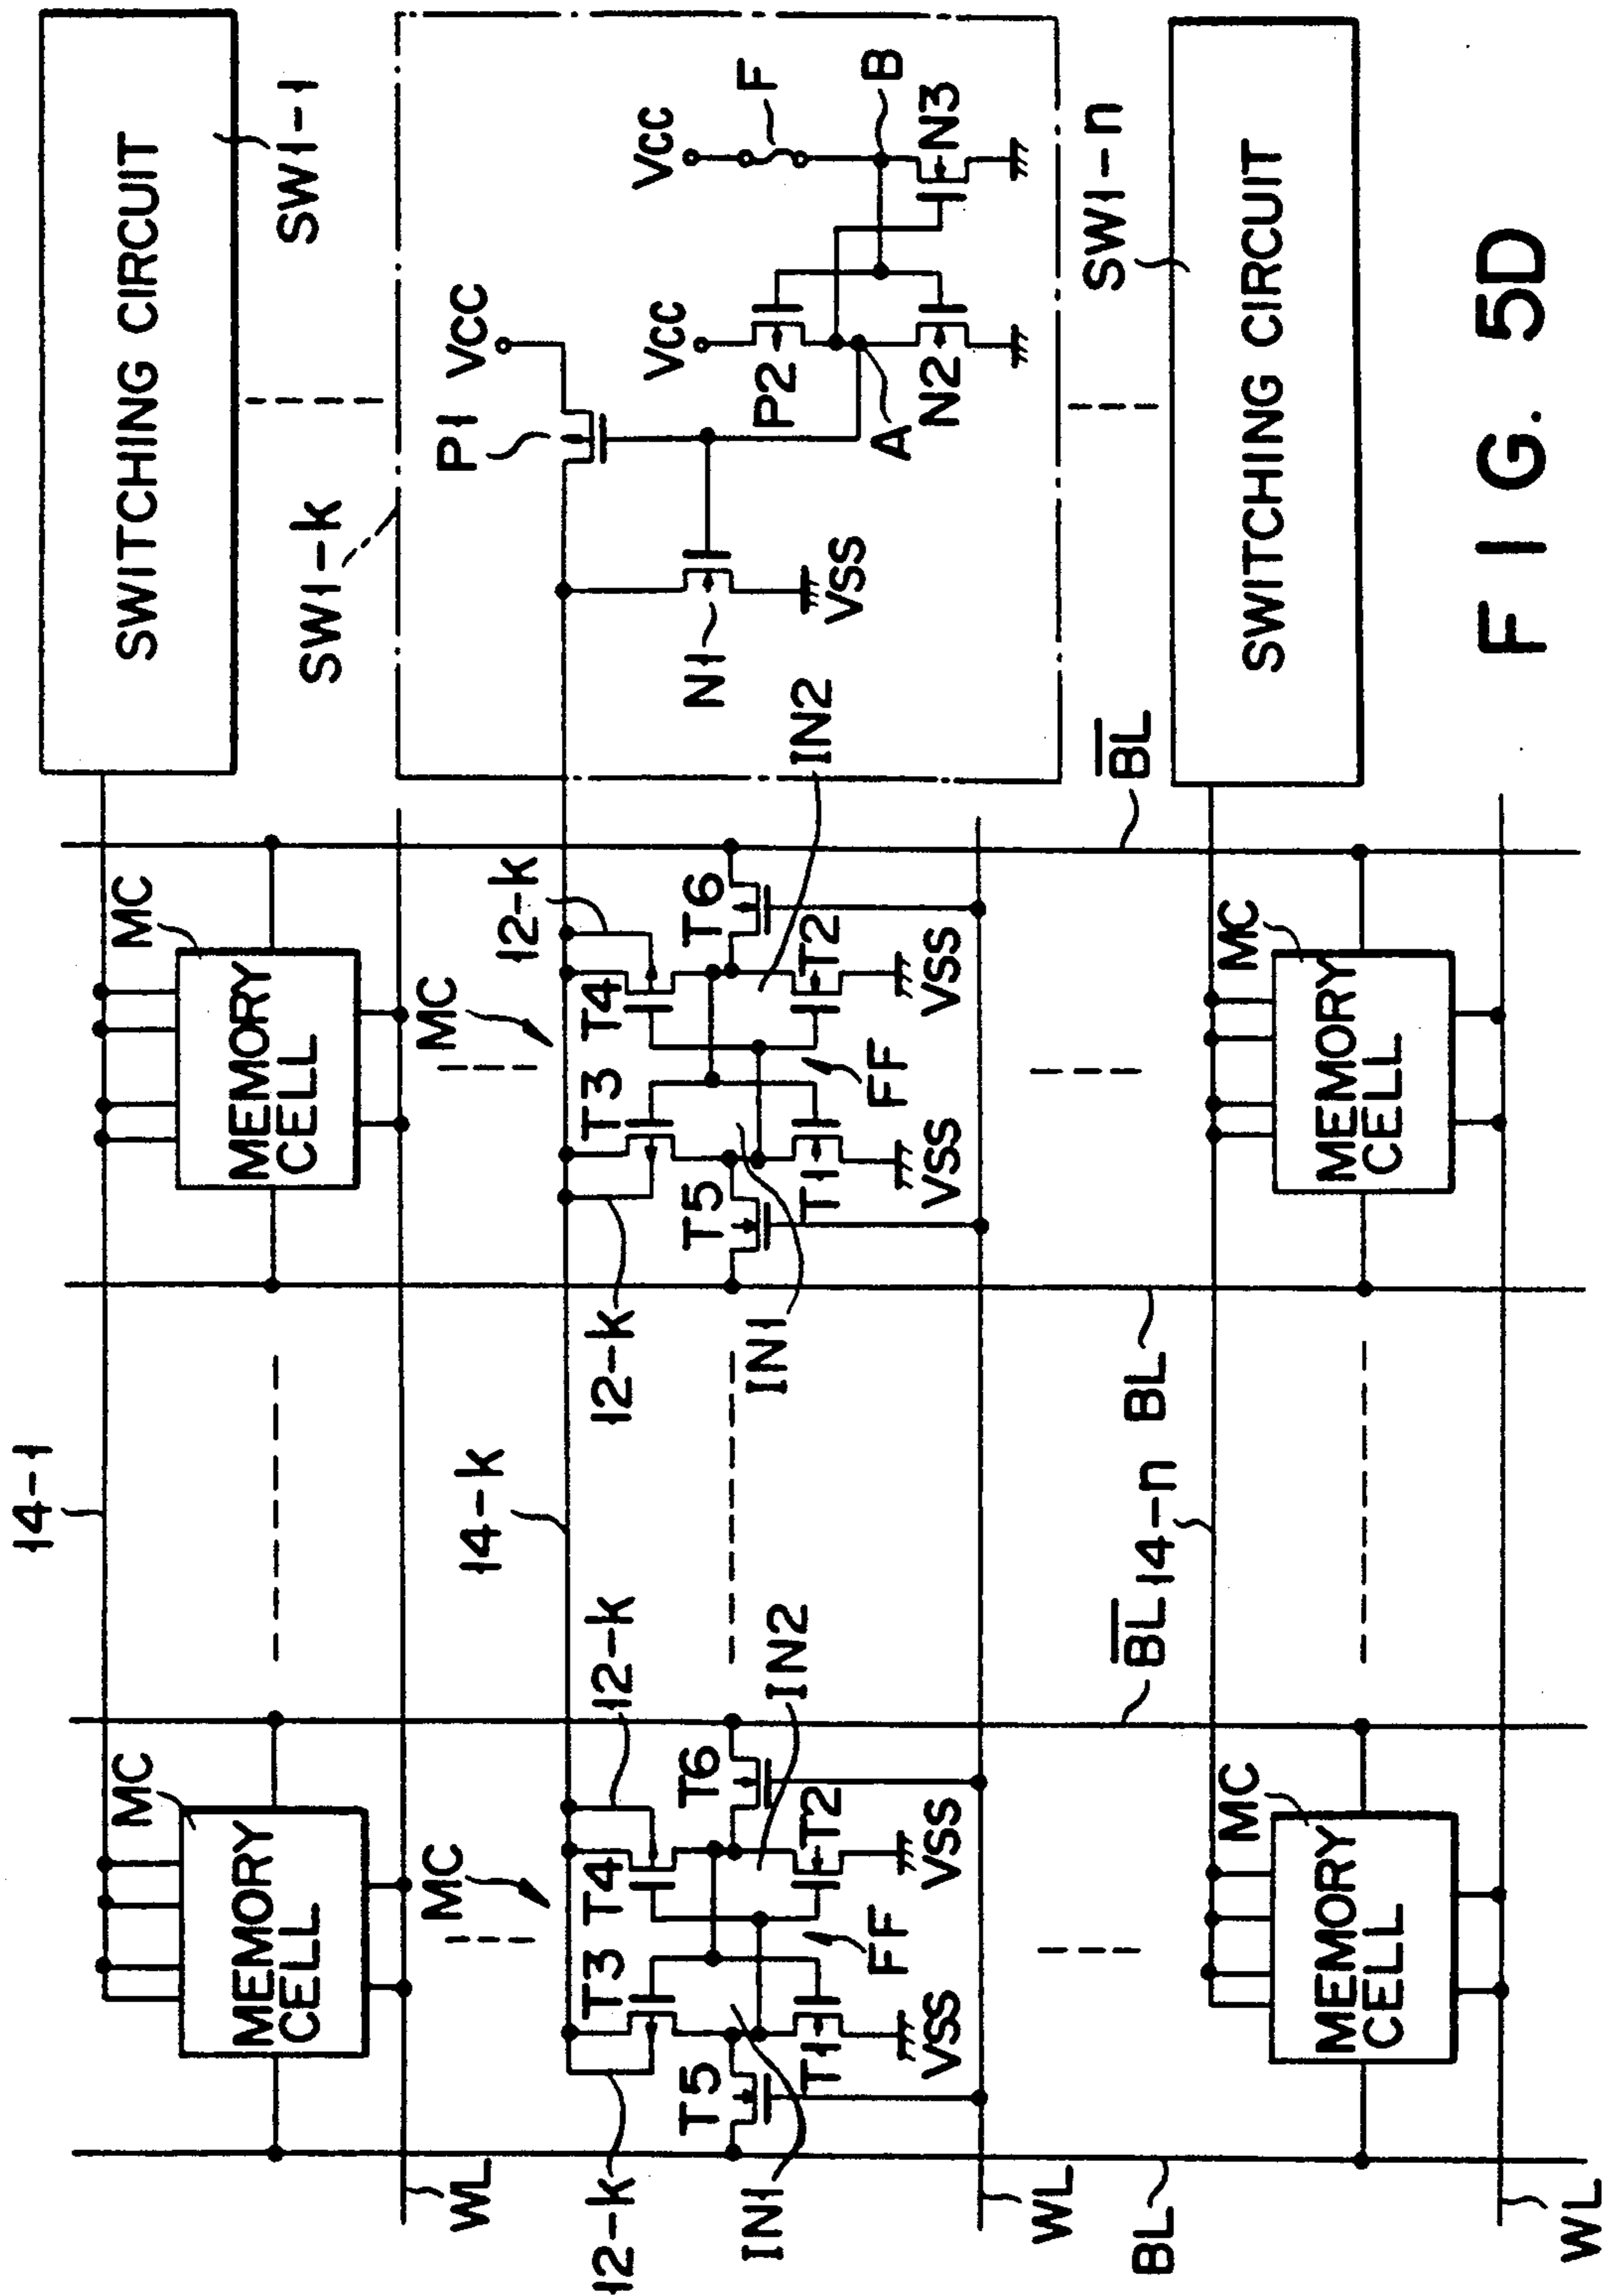 14-1
SWITCHING CIRCUIT
SW1-1
MC
MEMORY
CELL
MC
MEMORY
CELL
WL
MC
MC
SW1-k
14-k
12-k
12-k
T3
T4
T5
T6
T1
T2
IN1
IN2
FF
VSS
VSS
12-k
12-k
T3
T4
T5
T6
T1
T2
IN1
IN2
FF
VSS
VSS
WL
P1
VCC
N1
VSS
VCC
P2
A
N2
VCC
F
B
N3
BL
BL
14-n
BL
BL
SW1-n
SWITCHING CIRCUIT
MC
MEMORY
CELL
MC
MEMORY
CELL
WL
FIG. 5D